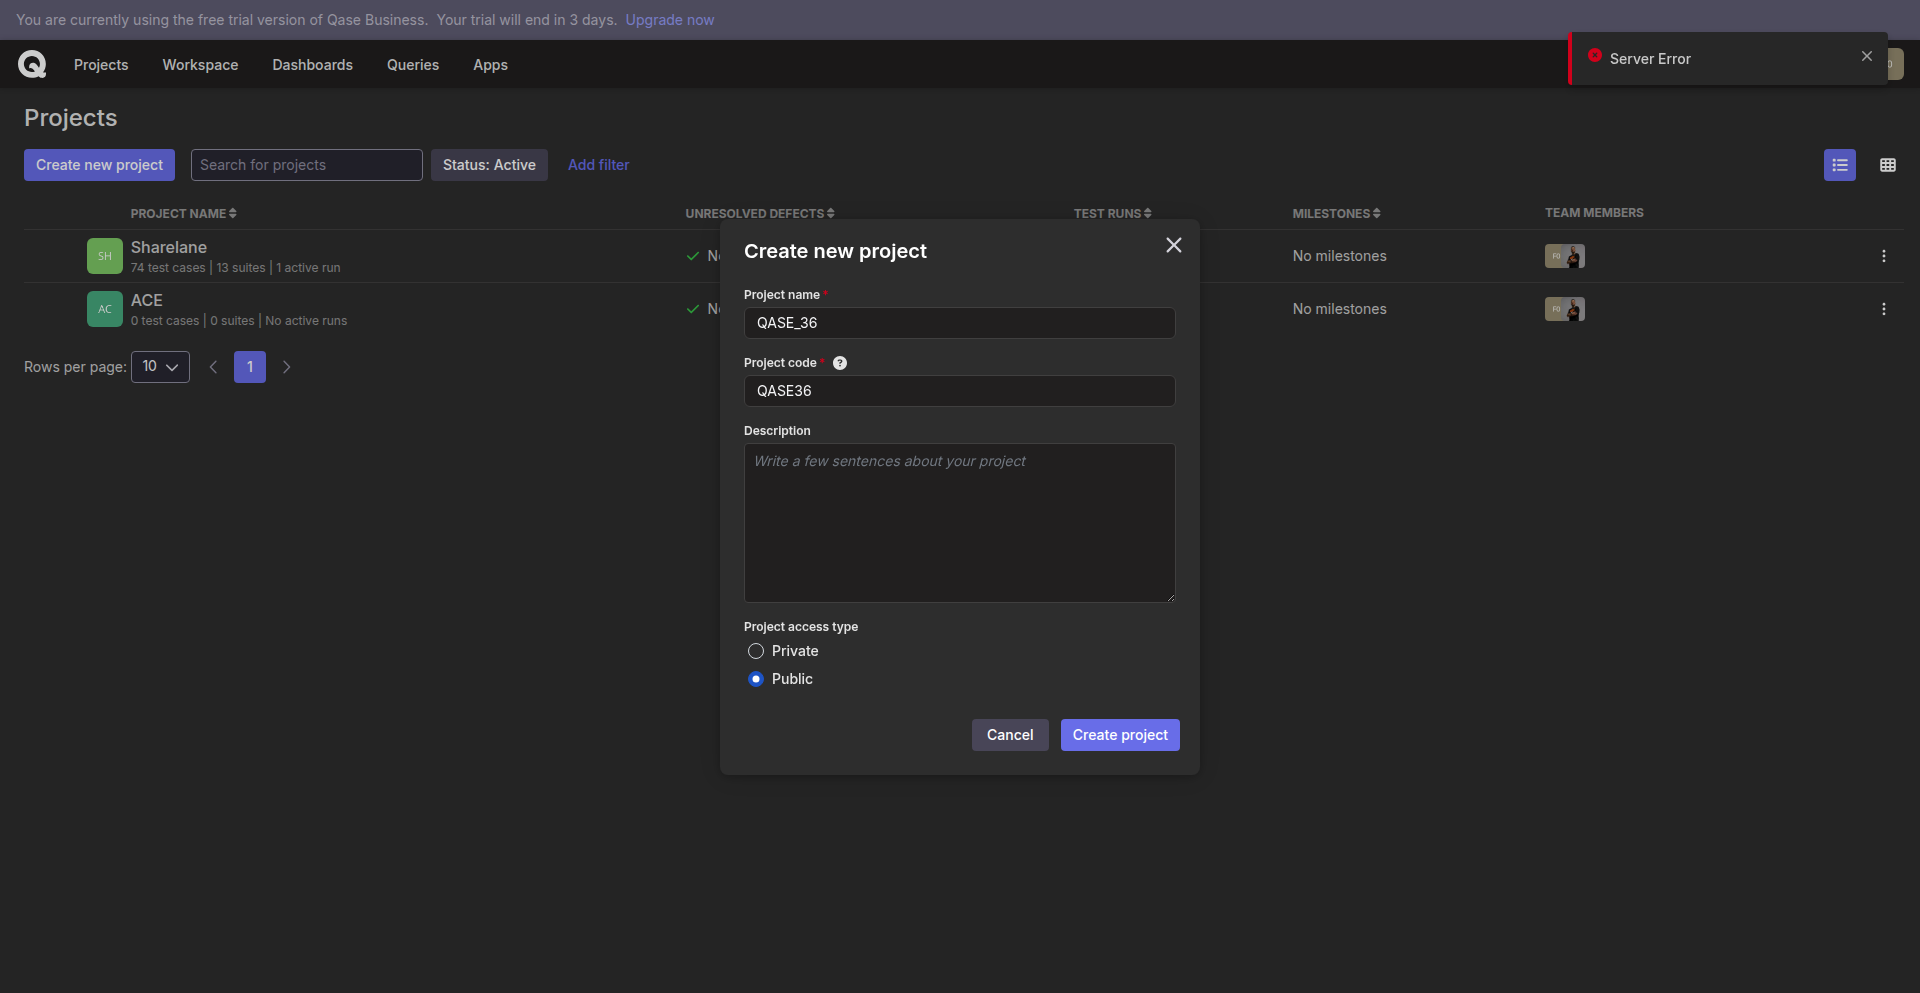 You are currently using the free trial version of Qase Business. Your trial will end in 3 days. Upgrade now
Projects Workspace Dashboards Queries Apps
Server Error
Projects
Create new project Search for projects Status: Active Add filter
PROJECT NAME UNRESOLVED DEFECTS TEST RUNS MILESTONES TEAM MEMBERS
SH Sharelane
74 test cases | 13 suites | 1 active run
No milestones
AC ACE
0 test cases | 0 suites | No active runs
No milestones
Rows per page: 10 1
Create new project
Project name *
QASE_36
Project code * ?
QASE36
Description
Write a few sentences about your project
Project access type
Private
Public
Cancel Create project